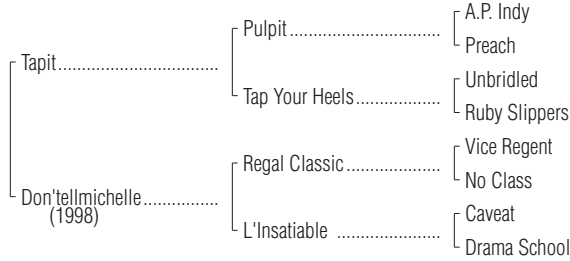 A.P. Indy
Pulpit
Preach
Tapit
Unbridled
Tap Your Heels
Ruby Slippers
Vice Regent
Regal Classic
No Class
Don'tellmichelle
(1998)
Caveat
L'Insatiable
Drama School